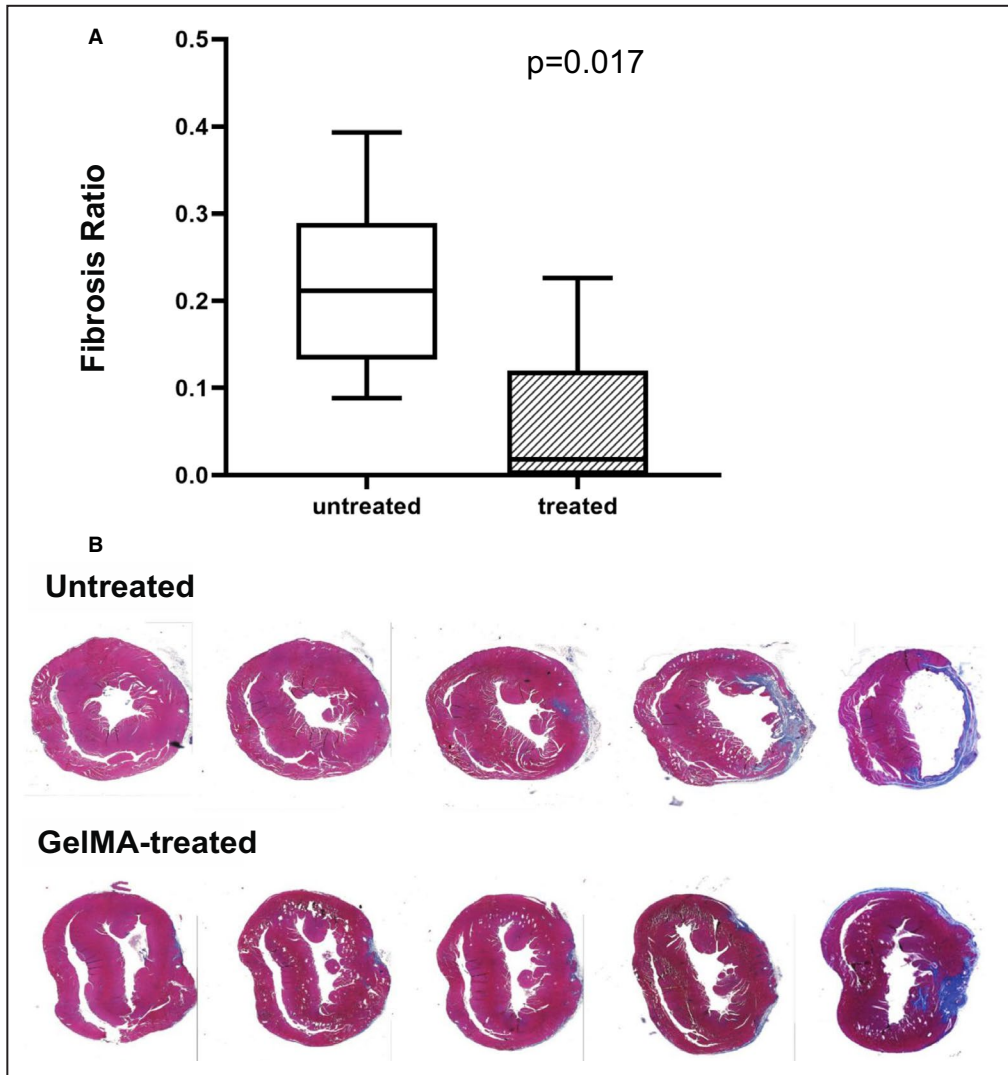 A
0.5
p=0.017
0.4
0.3
0.2
0.1
0.0
Fibrosis Ratio
untreated treated
B
Untreated
GelMA-treated